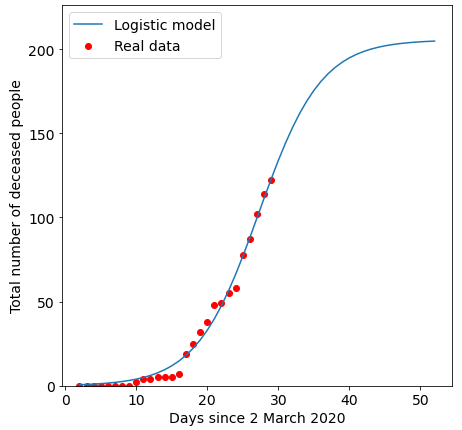 Logistic model
Real data
Total number of deceased people
200
150
100
50
0
0 10 20 30 40 50
Days since 2 March 2020